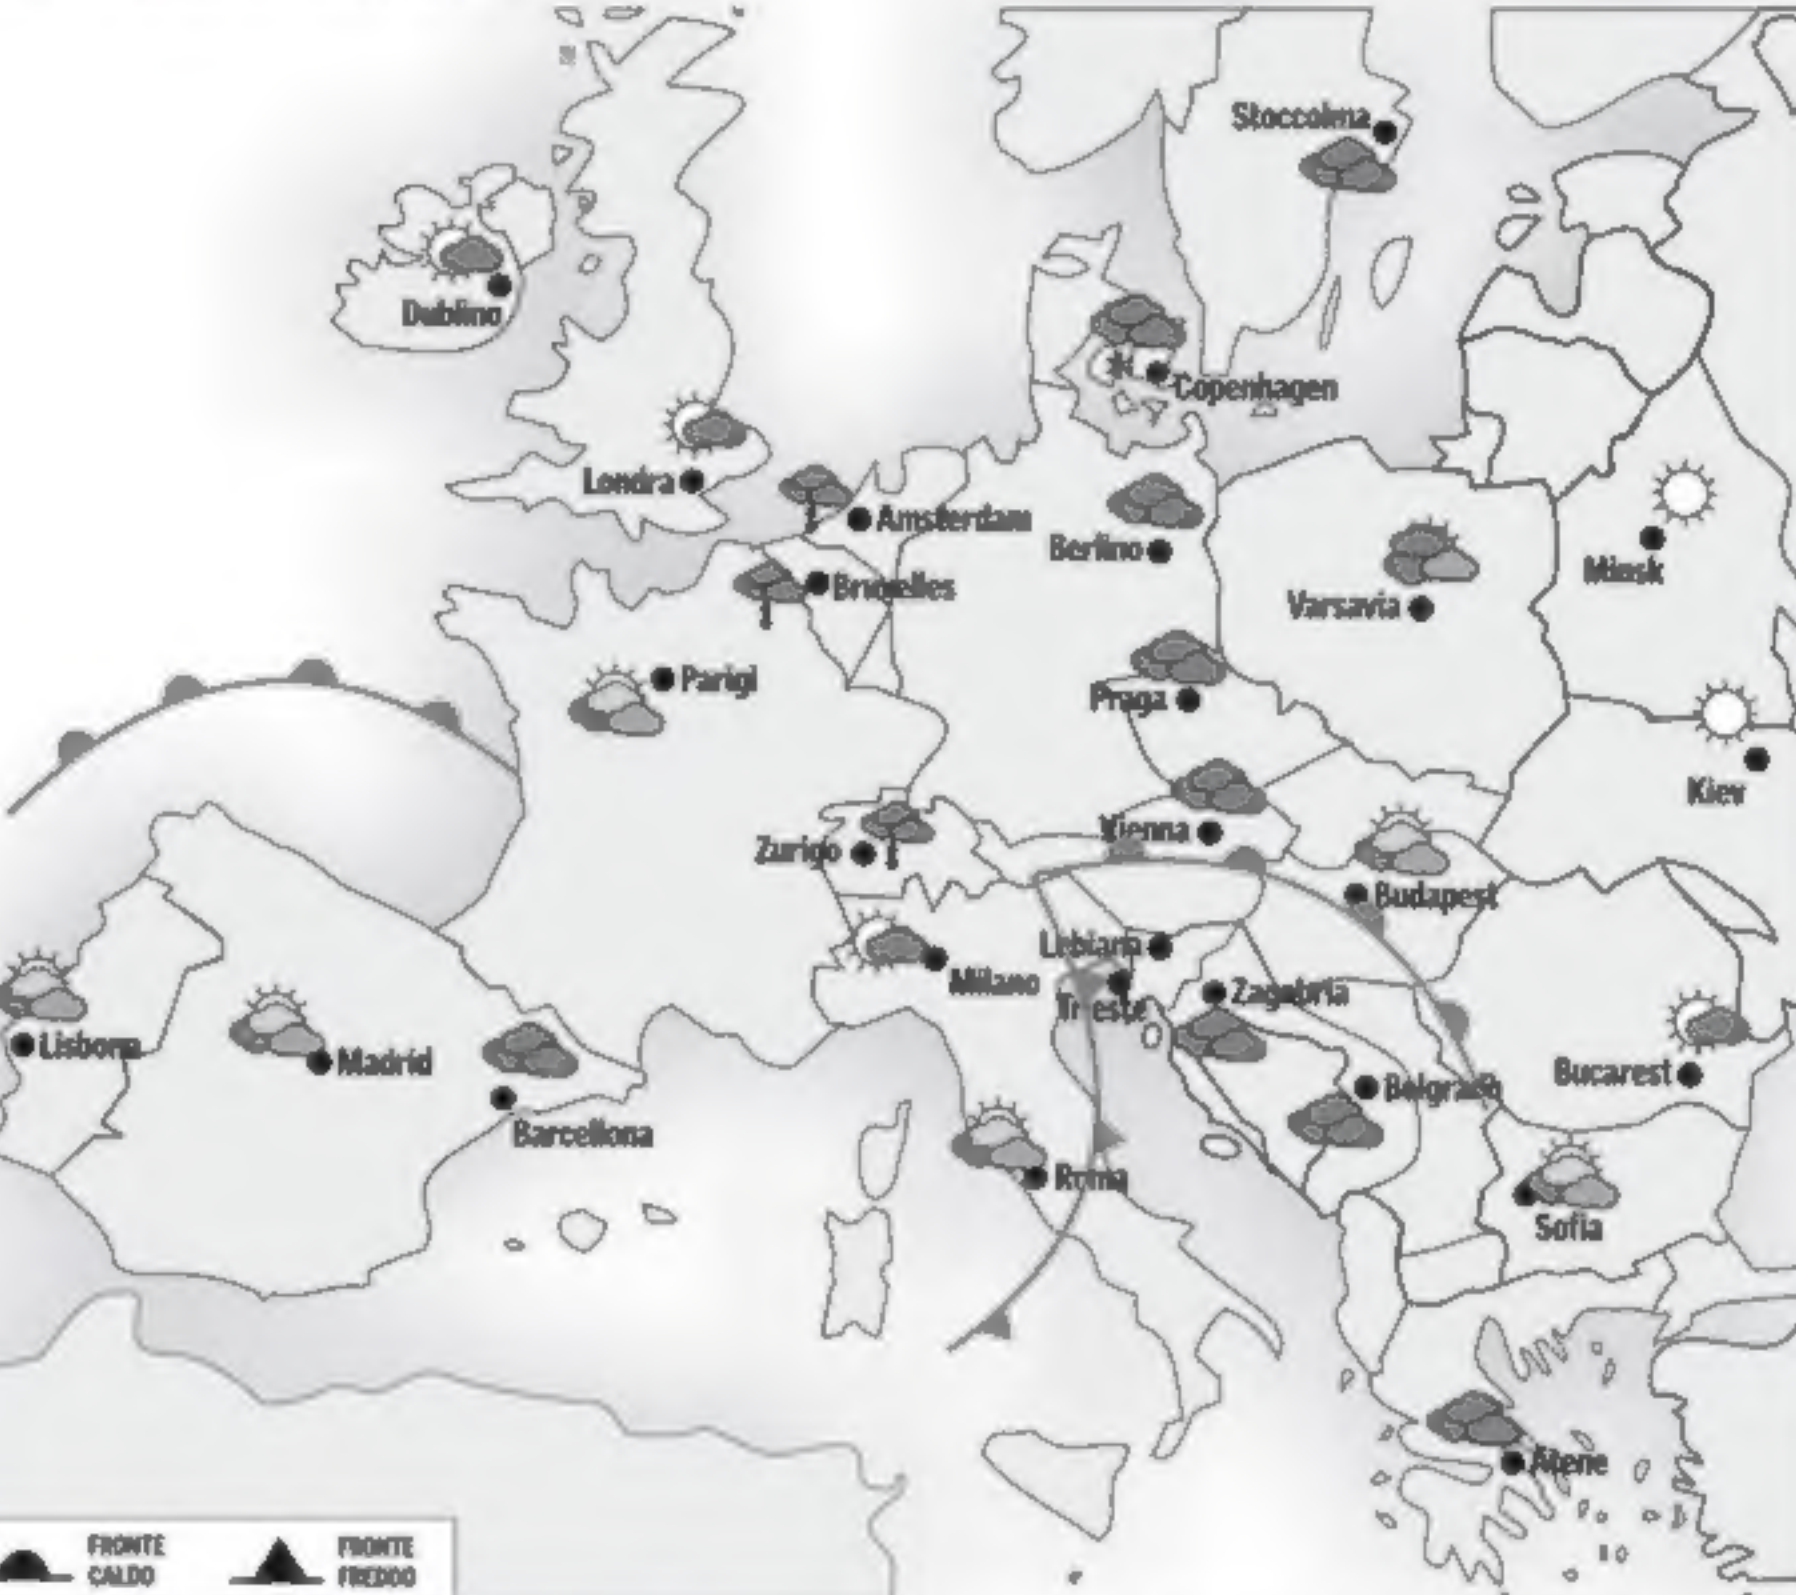 Stoccolma
Dublino
Copenhagen
Londra
Amsterdam
Berlino
Minsk
Bruxelles
Varsavia
Parigi
Praga
Kiev
Vienna
Zurigo
Budapest
Lubiana
Milano
Trieste
Zagabria
Lisbona
Madrid
Bucarest
Belgrado
Barcellona
Roma
Sofia
Atene
FRONTE
CALDO
FRONTE
FREDDO